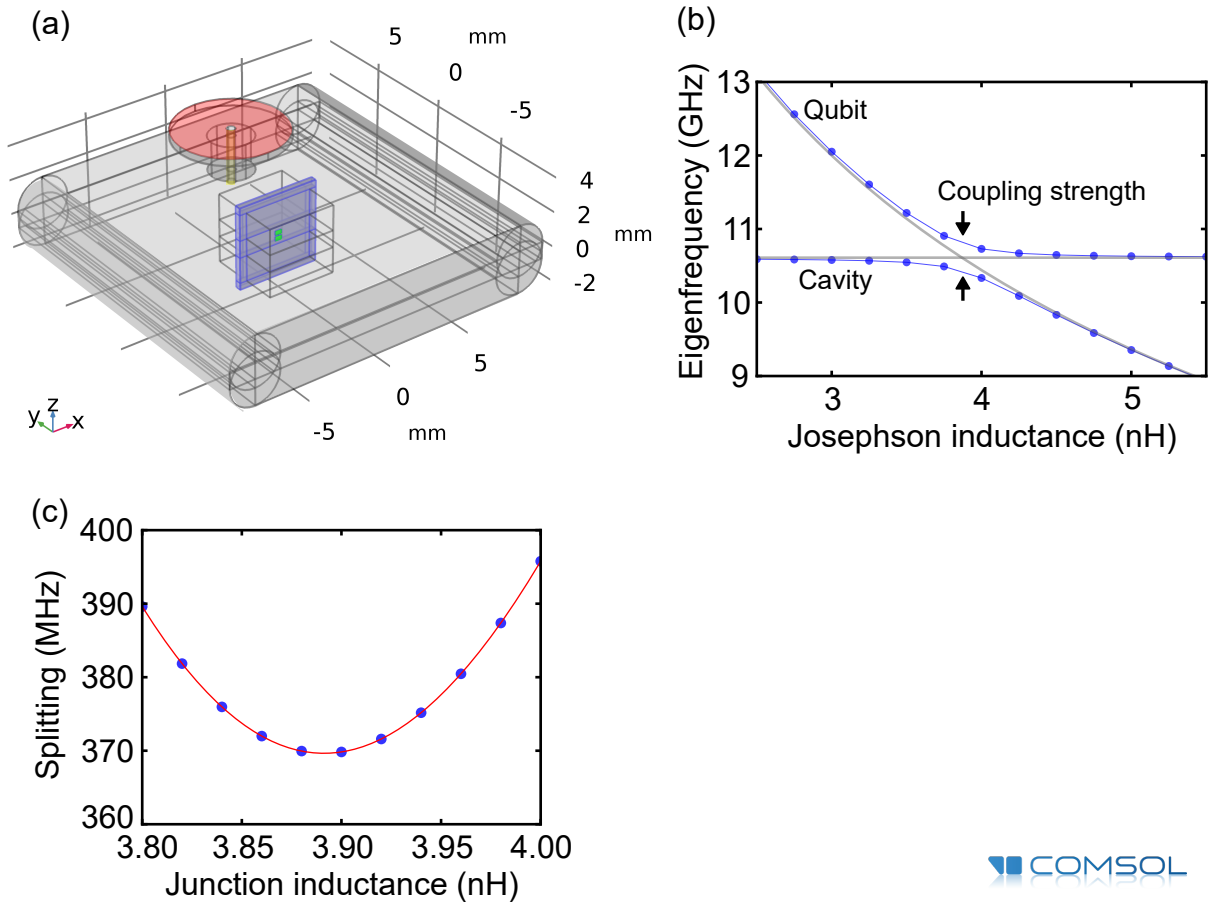 (a)
5
mm
0
-5
4
2
mm
0
-2
5
0
-5
mm
z
y
x
(b)
13
12
11
10
9
Eigenfrequency (GHz)
Qubit
Coupling strength
Cavity
3
4
5
Josephson inductance (nH)
(c)
400
390
380
370
360
Splitting (MHz)
3.80
3.85
3.90
3.95
4.00
Junction inductance (nH)
COMSOL